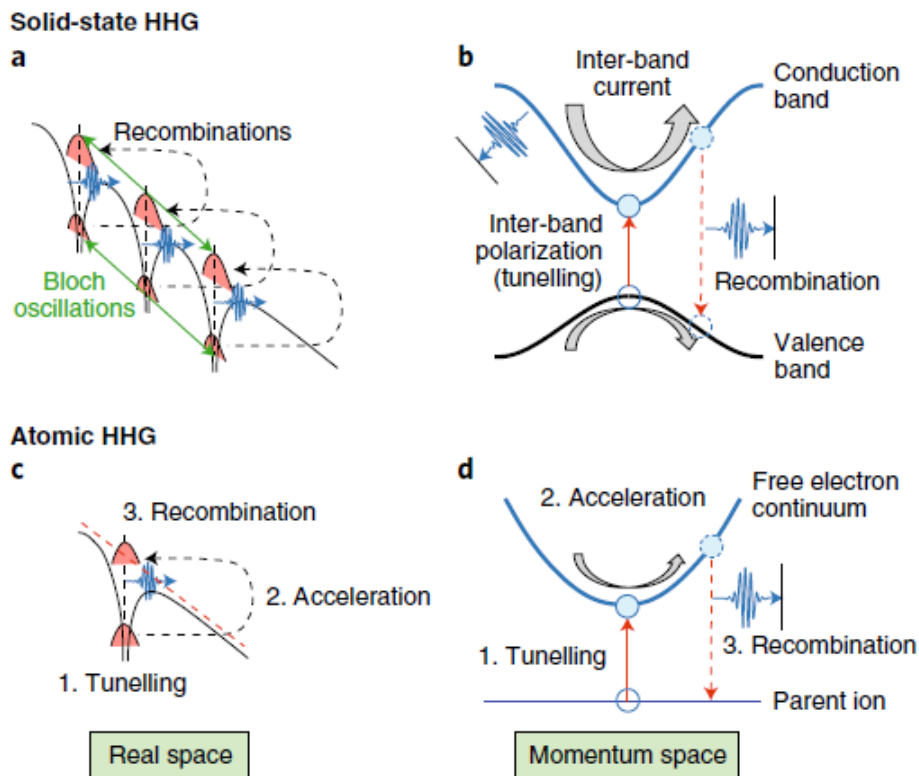 Solid-state HHG
a
Recombinations
Bloch
oscillations
b
Inter-band
current
Conduction
band
Inter-band
polarization
(tunelling)
Recombination
Valence
band
Atomic HHG
c
3. Recombination
2. Acceleration
1. Tunelling
Real space
d
2. Acceleration
Free electron
continuum
1. Tunelling
3. Recombination
Parent ion
Momentum space